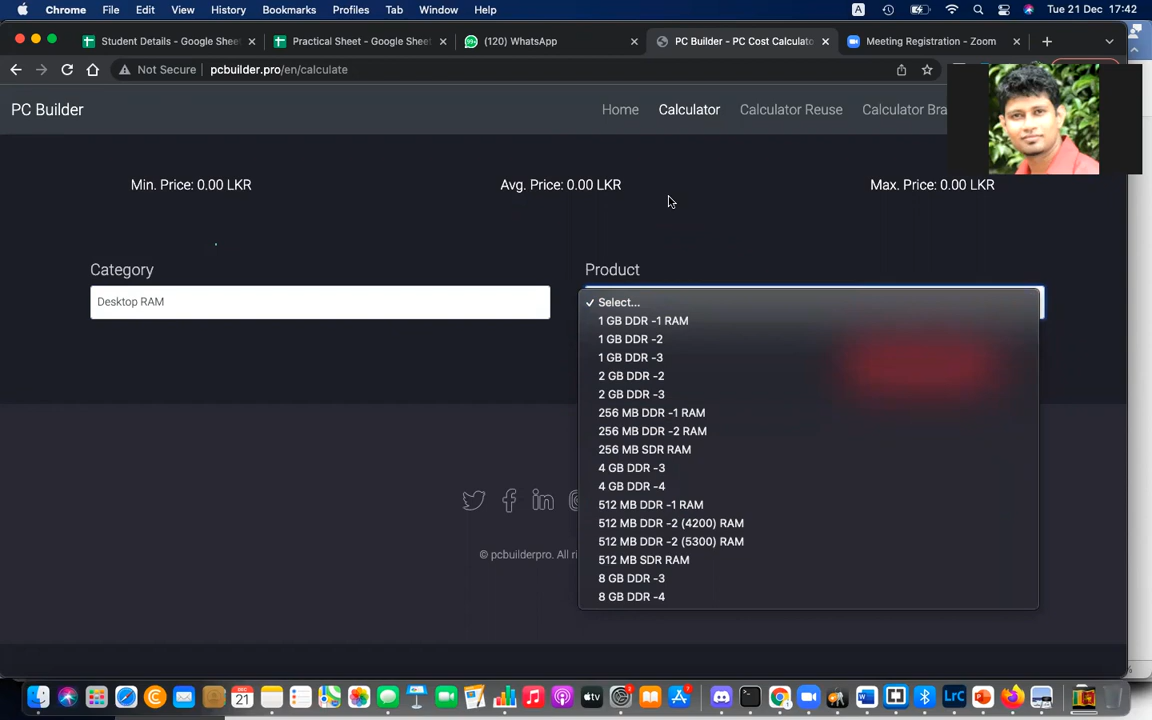 Chrome File Edit View History Bookmarks Profiles Tab Window Help A Tue 21 Dec 17:42
Student Details - Google Sheet Practical Sheet - Google Sheet (120) WhatsApp PC Builder - PC Cost Calculato Meeting Registration - Zoom
Not Secure pcbuilder.pro/en/calculate
PC Builder Home Calculator Calculator Reuse Calculator Bra
Min. Price: 0.00 LKR Avg. Price: 0.00 LKR Max. Price: 0.00 LKR
Category Product
Desktop RAM ✓ Select...
1 GB DDR -1 RAM
1 GB DDR -2
1 GB DDR -3
2 GB DDR -2
2 GB DDR -3
256 MB DDR -1 RAM
256 MB DDR -2 RAM
256 MB SDR RAM
4 GB DDR -3
4 GB DDR -4
512 MB DDR -1 RAM
512 MB DDR -2 (4200) RAM
512 MB DDR -2 (5300) RAM
512 MB SDR RAM
8 GB DDR -3
8 GB DDR -4
© pcbuilderpro. All ri